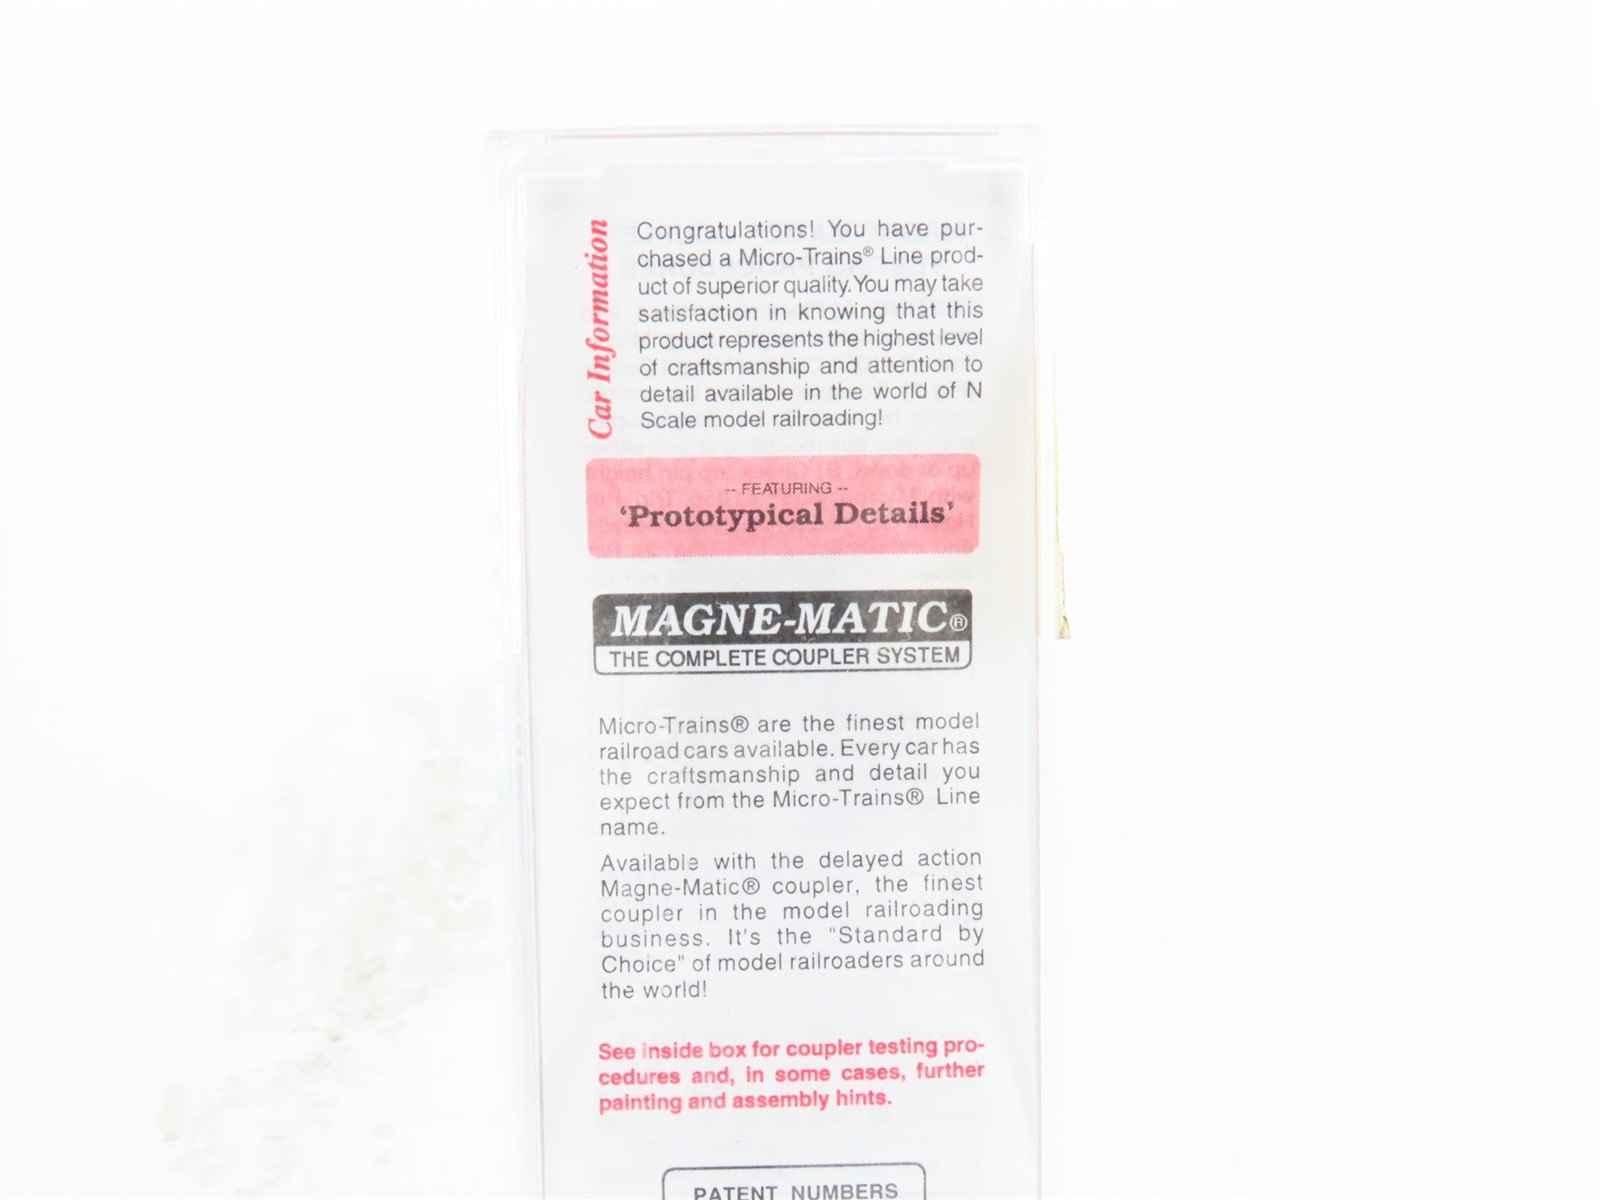 Car Information
Congratulations! You have pur-
chased a Micro-Trains® Line prod-
uct of superior quality. You may take
satisfaction in knowing that this
product represents the highest level
of craftsmanship and attention to
detail available in the world of N
Scale model railroading!
-- FEATURING --
'Prototypical Details'
MAGNE-MATIC®
THE COMPLETE COUPLER SYSTEM
Micro-Trains® are the finest model
railroad cars available. Every car has
the craftsmanship and detail you
expect from the Micro-Trains® Line
name.
Available with the delayed action
Magne-Matic® coupler, the finest
coupler in the model railroading
business. It's the "Standard by
Choice" of model railroaders around
the world!
See inside box for coupler testing pro-
cedures and, in some cases, further
painting and assembly hints.
PATENT NUMBERS